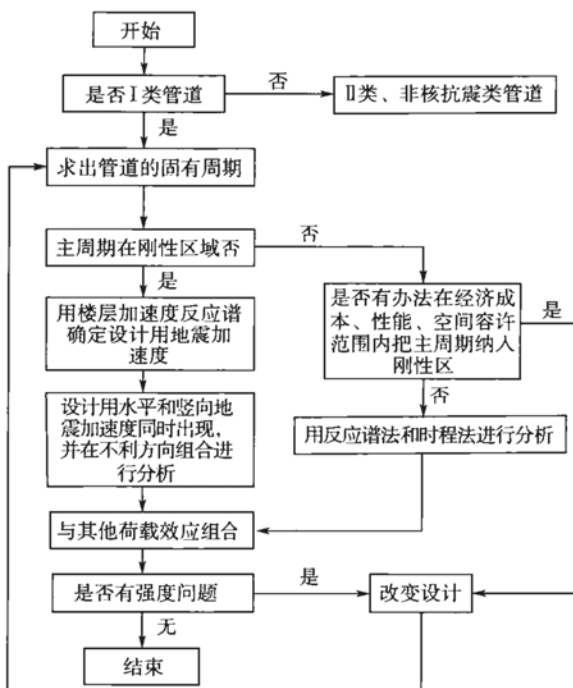 开始
是否Ⅰ类管道
否
Ⅱ类、非核抗震类管道
是
求出管道的固有周期
主周期在刚性区域否
否
是
用楼层加速度反应谱
确定设计用地震加
速度
是否有办法在经济成
本、性能、空间容许
范围内把主周期纳入
刚性区
是
否
设计用水平和竖向地
震加速度同时出现，
并在不利方向组合进
行分析
用反应谱法和时程法进行分析
与其他荷载效应组合
是否有强度问题
是
改变设计
无
结束